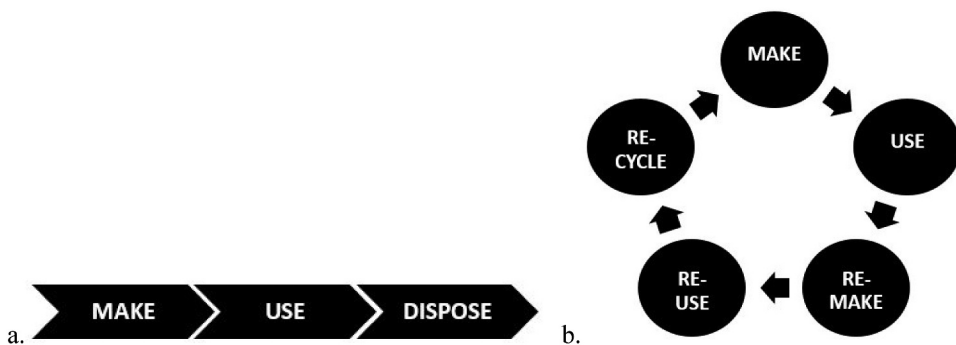 a.
MAKE
USE
DISPOSE
b.
MAKE
USE
RE-
MAKE
RE-
USE
RE-
CYCLE